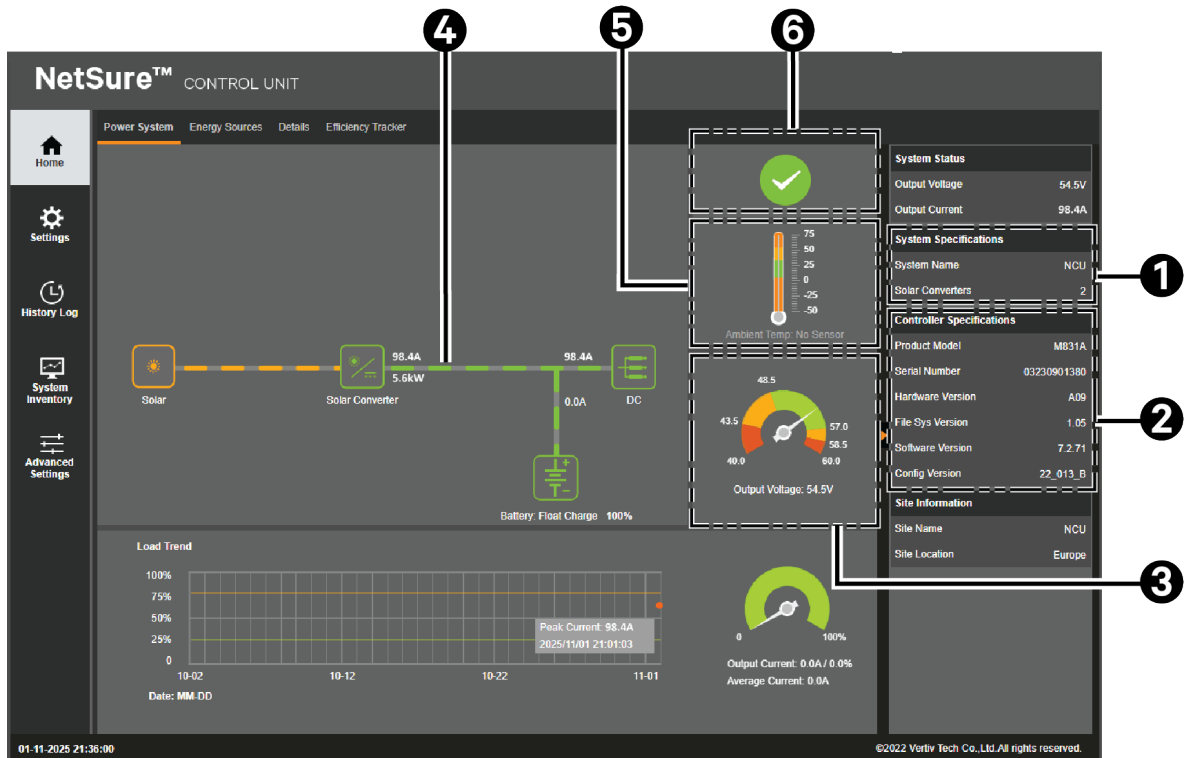 4 5 6
NetSure™ CONTROL UNIT
Home
Settings
History Log
System
Inventory
Advanced
Settings
Power System Energy Sources Details Efficiency Tracker
98.4A
5.6kW
98.4A
0.0A
Solar
Solar Converter
DC
Battery: Float Charge 100%
75
50
25
0
-25
-50
Ambient Temp: No Sensor
48.5
43.5
57.0
58.5
40.0
60.0
Output Voltage: 54.5V
System Status
Output Voltage 54.5V
Output Current 98.4A
System Specifications
System Name NCU
Solar Converters 2
1
Controller Specifications
Product Model M831A
Serial Number 03230901380
Hardware Version A09
File Sys Version 1.05
Software Version 7.2.71
Config Version 22_013_B
2
Site Information
Site Name NCU
Site Location Europe
3
Load Trend
100%
75%
50%
25%
0
Peak Current: 98.4A
2025/11/01 21:01:03
10-02 10-12 10-22 11-01
Date: MM-DD
0 100%
Output Current: 0.0A / 0.0%
Average Current: 0.0A
01-11-2025 21:36:00
©2022 Vertiv Tech Co.,Ltd.All rights reserved.